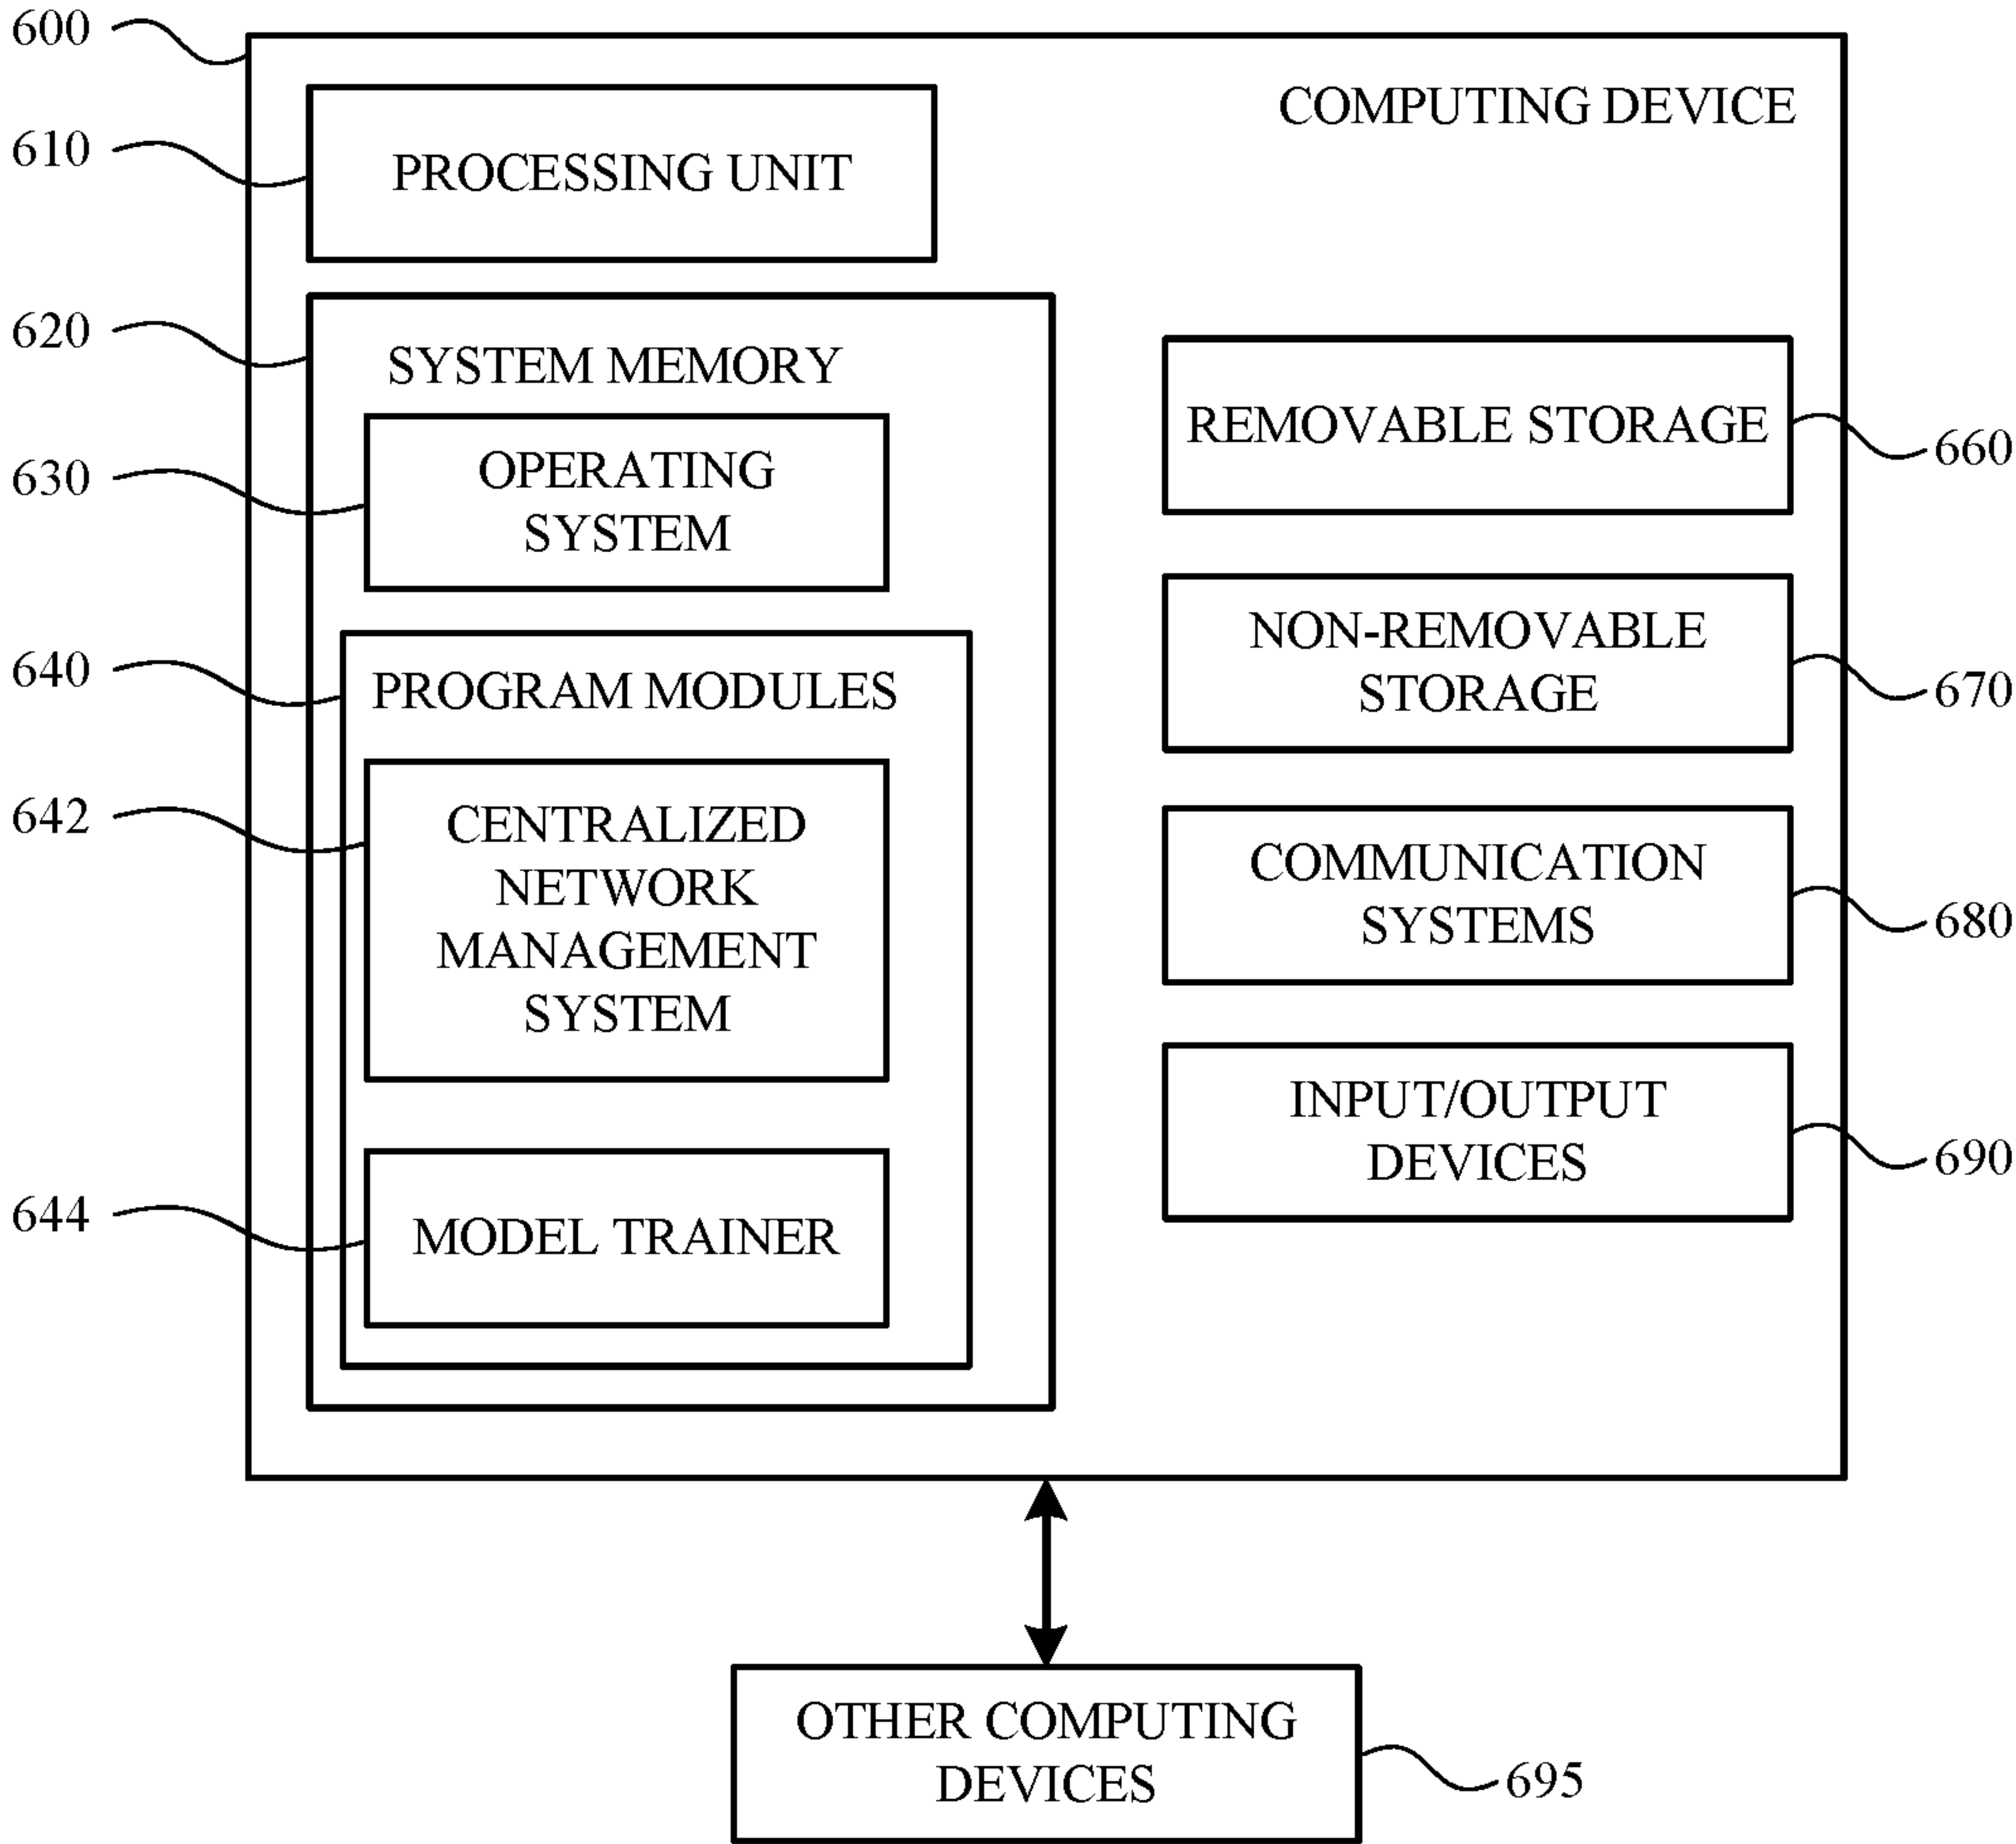 600
COMPUTING DEVICE
610
PROCESSING UNIT
620
SYSTEM MEMORY
630
OPERATING
SYSTEM
640
PROGRAM MODULES
642
CENTRALIZED
NETWORK
MANAGEMENT
SYSTEM
644
MODEL TRAINER
REMOVABLE STORAGE
660
NON-REMOVABLE
STORAGE
670
COMMUNICATION
SYSTEMS
680
INPUT/OUTPUT
DEVICES
690
OTHER COMPUTING
DEVICES
695